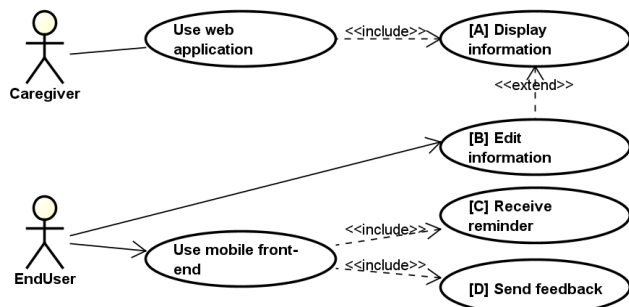 Use web
application
<<include>>
[A] Display
information
Caregiver
<<extend>>
[B] Edit
information
[C] Receive
reminder
<<include>>
Use mobile front-
end
<<include>>
EndUser
[D] Send feedback